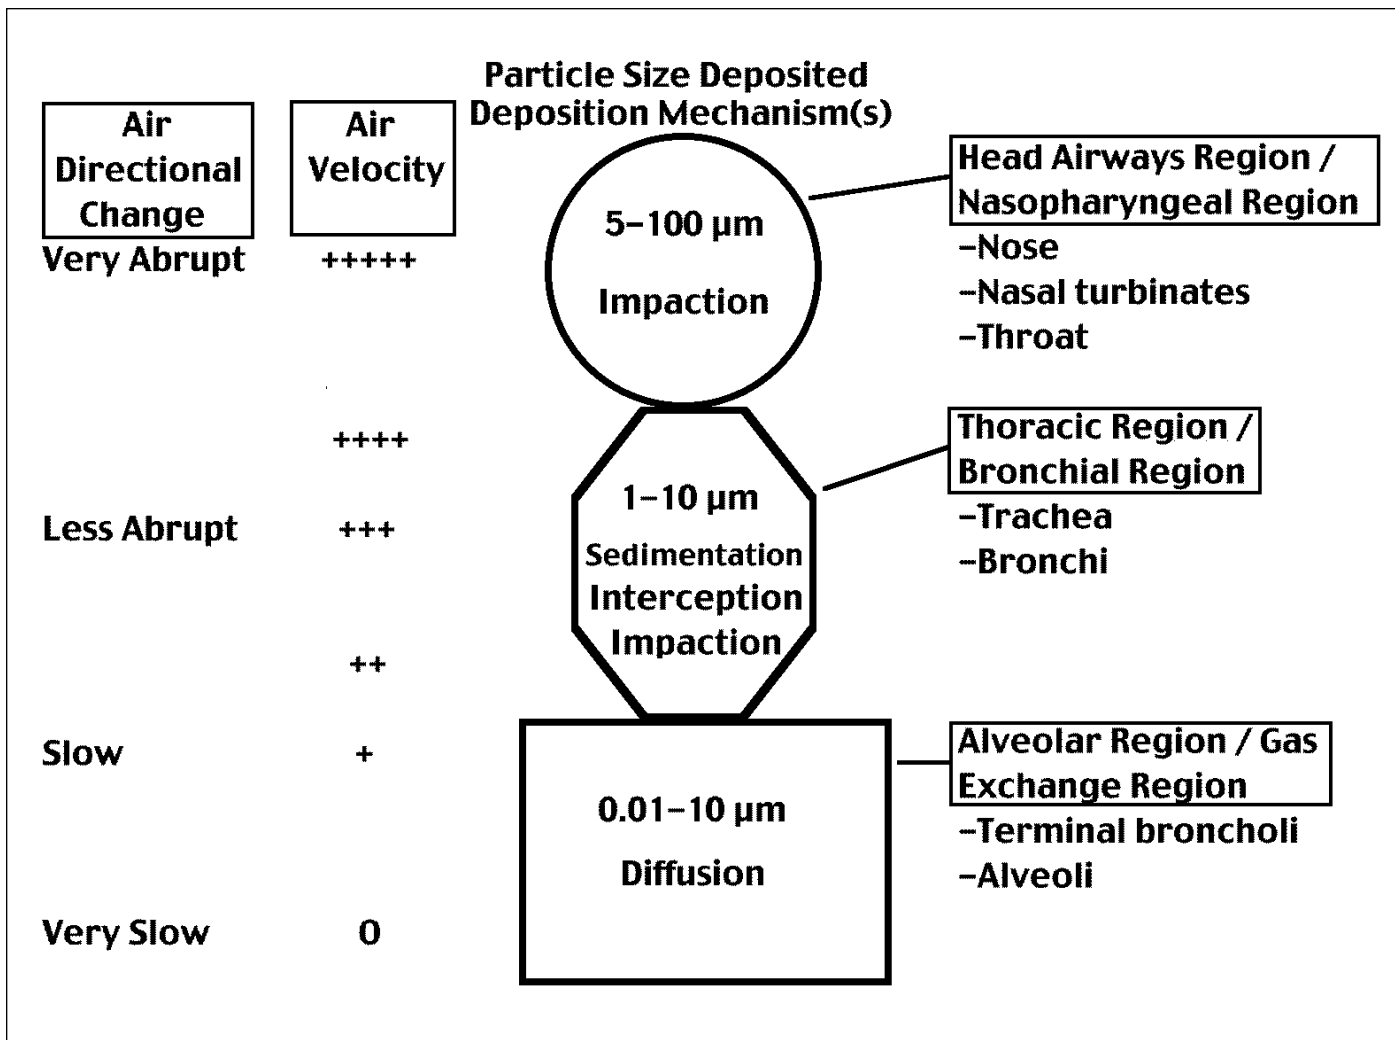 Particle Size Deposited
Deposition Mechanism(s)
Air
Directional
Change
Air
Velocity
Very Abrupt
+++++
++++
Less Abrupt
+++
++
Slow
+
Very Slow
0
5–100 µm
Impaction
1–10 µm
Sedimentation
Interception
Impaction
0.01–10 µm
Diffusion
Head Airways Region /
Nasopharyngeal Region
–Nose
–Nasal turbinates
–Throat
Thoracic Region /
Bronchial Region
–Trachea
–Bronchi
Alveolar Region / Gas
Exchange Region
–Terminal broncholi
–Alveoli